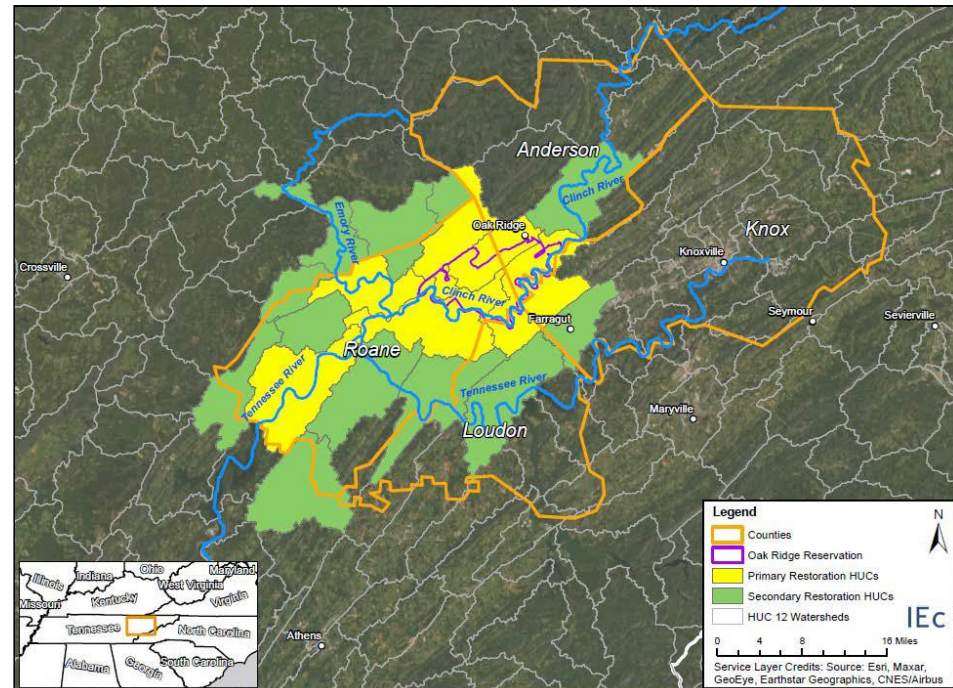 Anderson
Clinch River
Oak Ridge
Emory River
Knox
Knoxville
Crossville
Clinch River
Seymour
Farragut
Sevierville
Roane
Tennessee River
Tennessee River
Maryville
Loudon
Athens
Legend
N
Counties
Oak Ridge Reservation
Primary Restoration HUCs
Secondary Restoration HUCs
HUC 12 Watersheds
IEc
0 4 8 16 Miles
Service Layer Credits: Source: Esri, Maxar,
GeoEye, Earthstar Geographics, CNES/Airbus
Illinois
Indiana
Ohio
Maryland
West Virginia
Missouri
Kentucky
Virginia
Tennessee
North Carolina
Alabama
Georgia
South Carolina